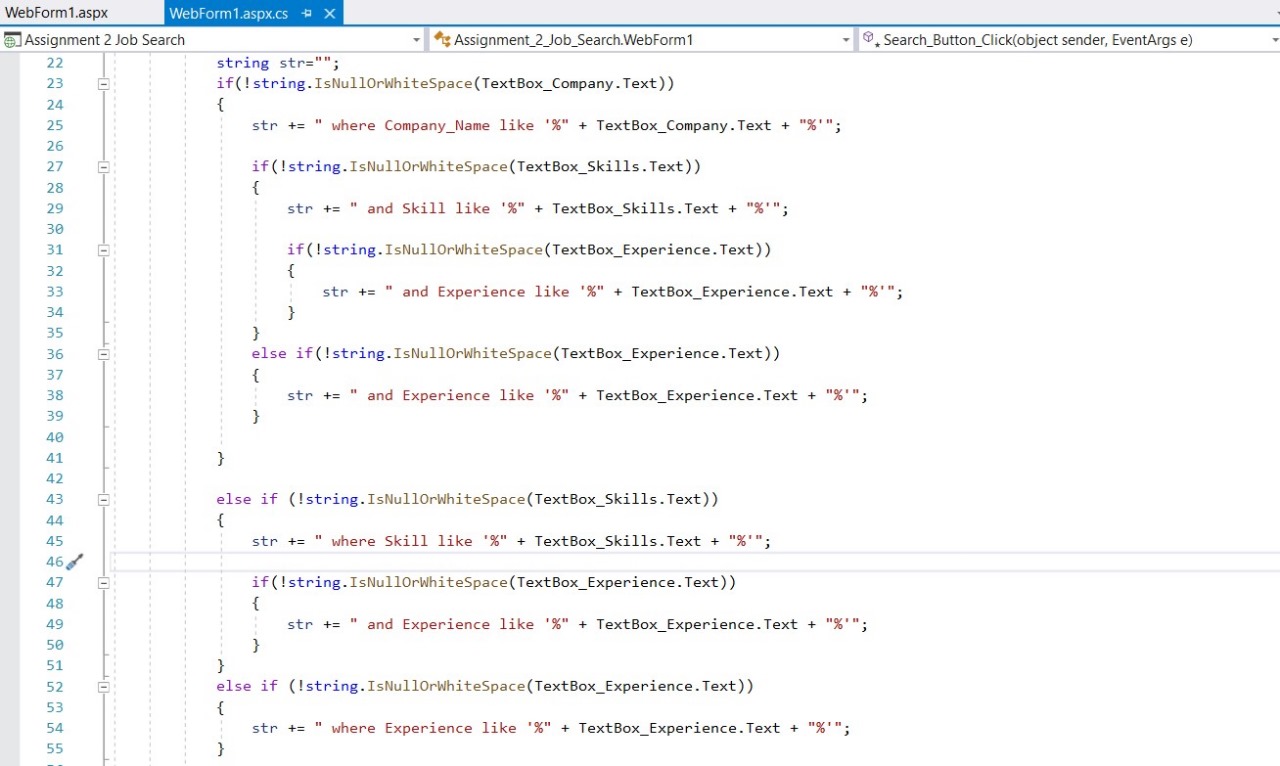 WebForm1.aspx WebForm1.aspx.cs
Assignment 2 Job Search Assignment_2_Job_Search.WebForm1 Search_Button_Click(object sender, EventArgs e)
22 string str="";
23 if(!string.IsNullOrWhiteSpace(TextBox_Company.Text))
24 {
25 str += " where Company_Name like '%" + TextBox_Company.Text + "%'";
26
27 if(!string.IsNullOrWhiteSpace(TextBox_Skills.Text))
28 {
29 str += " and Skill like '%" + TextBox_Skills.Text + "%'";
30
31 if(!string.IsNullOrWhiteSpace(TextBox_Experience.Text))
32 {
33 str += " and Experience like '%" + TextBox_Experience.Text + "%'";
34 }
35 }
36 else if(!string.IsNullOrWhiteSpace(TextBox_Experience.Text))
37 {
38 str += " and Experience like '%" + TextBox_Experience.Text + "%'";
39 }
40
41 }
42
43 else if (!string.IsNullOrWhiteSpace(TextBox_Skills.Text))
44 {
45 str += " where Skill like '%" + TextBox_Skills.Text + "%'";
46
47 if(!string.IsNullOrWhiteSpace(TextBox_Experience.Text))
48 {
49 str += " and Experience like '%" + TextBox_Experience.Text + "%'";
50 }
51 }
52 else if (!string.IsNullOrWhiteSpace(TextBox_Experience.Text))
53 {
54 str += " where Experience like '%" + TextBox_Experience.Text + "%'";
55 }